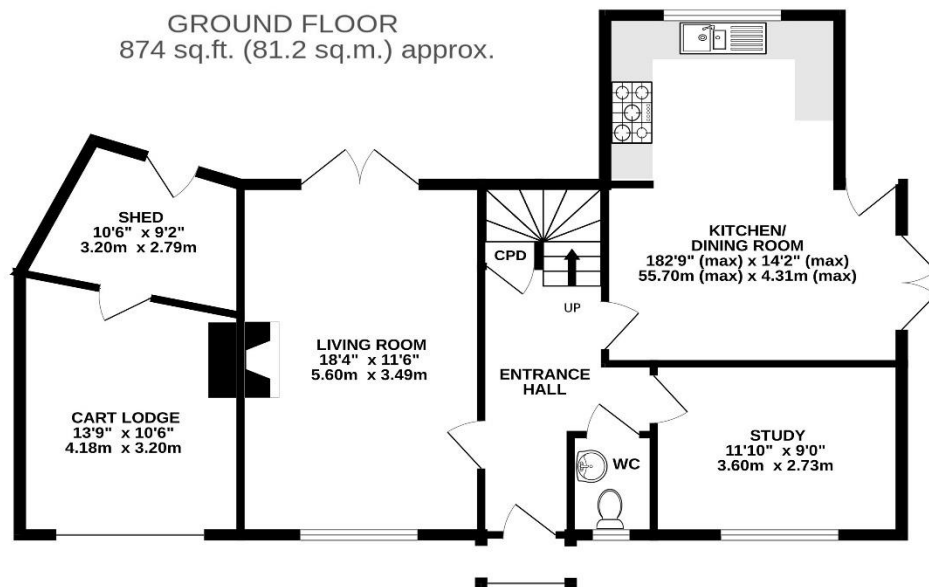 GROUND FLOOR
874 sq.ft. (81.2 sq.m.) approx.
SHED
10'6" x 9'2"
3.20m x 2.79m
CART LODGE
13'9" x 10'6"
4.18m x 3.20m
LIVING ROOM
18'4" x 11'6"
5.60m x 3.49m
CPD
UP
ENTRANCE
HALL
WC
KITCHEN/
DINING ROOM
182'9" (max) x 14'2" (max)
55.70m (max) x 4.31m (max)
STUDY
11'10" x 9'0"
3.60m x 2.73m